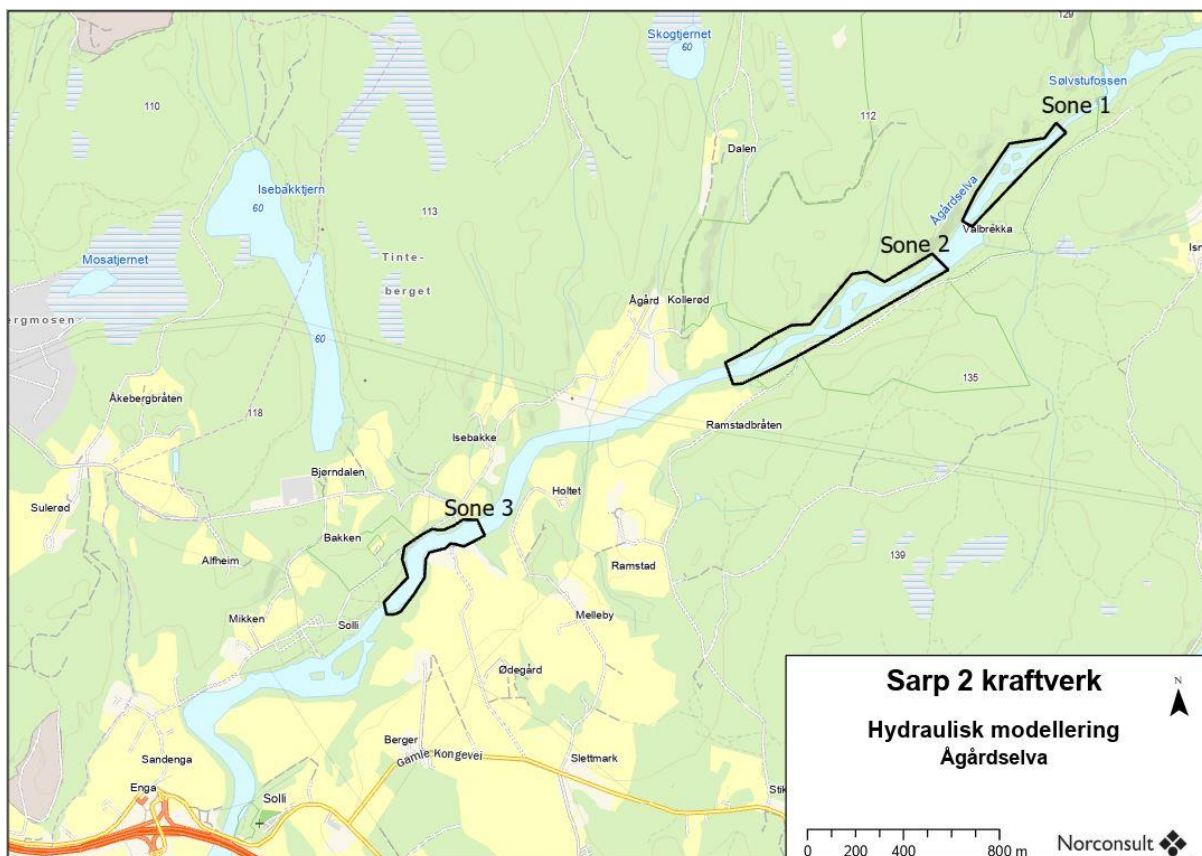 129
Skogtjernet
60
Sølvstufossen
Sone 1
110
112
Dalen
Isebakktjern
60
113
Ågårdselva
Valbrekka
Mosatjernet
Tinte-
berget
Sone 2
Isn
Ågård
Kollerød
ergmosen
60
135
Åkebergbråten
118
Ramstadbråten
Isebakke
Bjørndalen
Holtet
Sone 3
Sulerød
Bakken
Alfheim
Ramstad
139
Mikken
Solli
Melleby
Ødegård
Berger
Gamle Kongevei
Slettmark
Sandenga
Enga
Solli
Stik
Sarp 2 kraftverk
N
Hydraulisk modellering
Ågårdselva
0 200 400 800 m
Norconsult